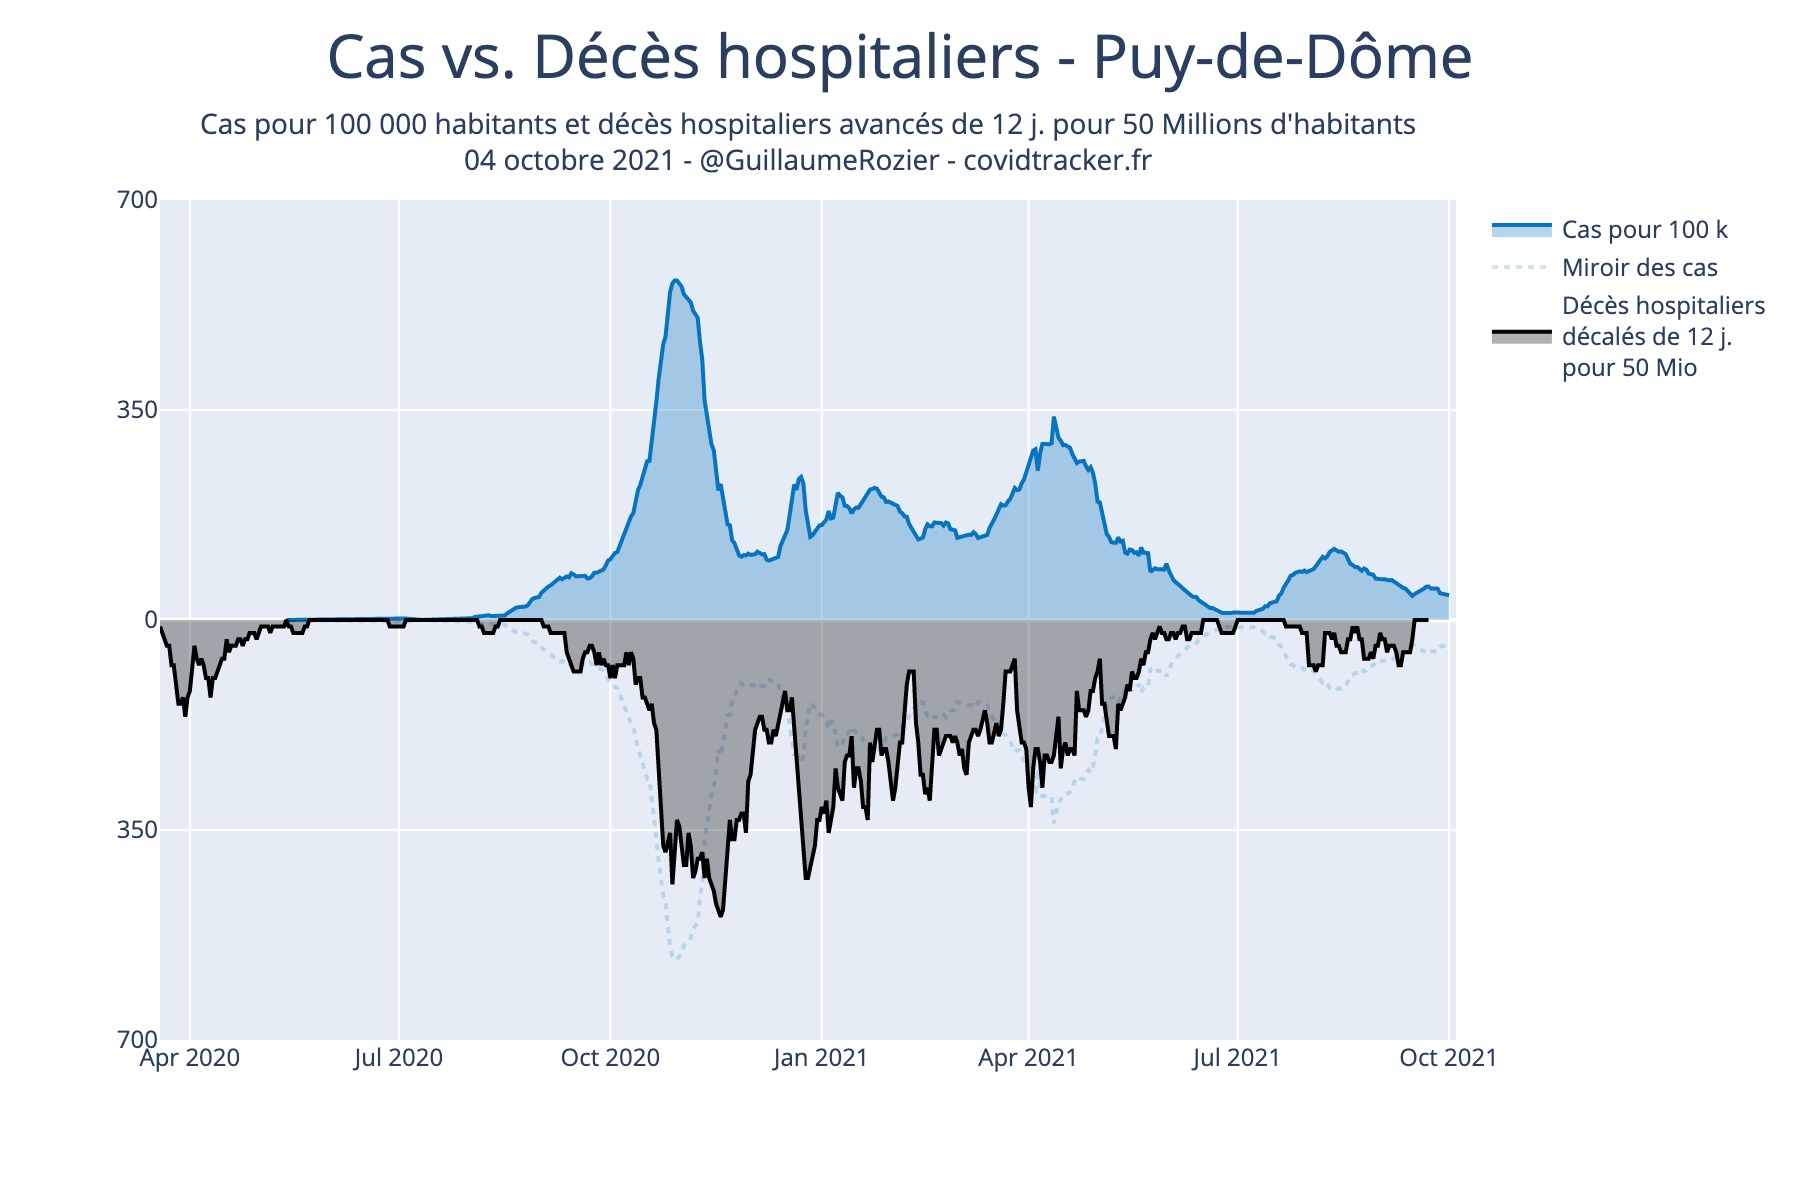 Cas vs. Décès hospitaliers - Puy-de-Dôme
Cas pour 100 000 habitants et décès hospitaliers avancés de 12 j. pour 50 Millions d'habitants
04 octobre 2021 - @GuillaumeRozier - covidtracker.fr
700
350
0
350
700
Apr 2020
Jul 2020
Oct 2020
Jan 2021
Apr 2021
Jul 2021
Oct 2021
Cas pour 100 k
Miroir des cas
Décès hospitaliers
décalés de 12 j.
pour 50 Mio